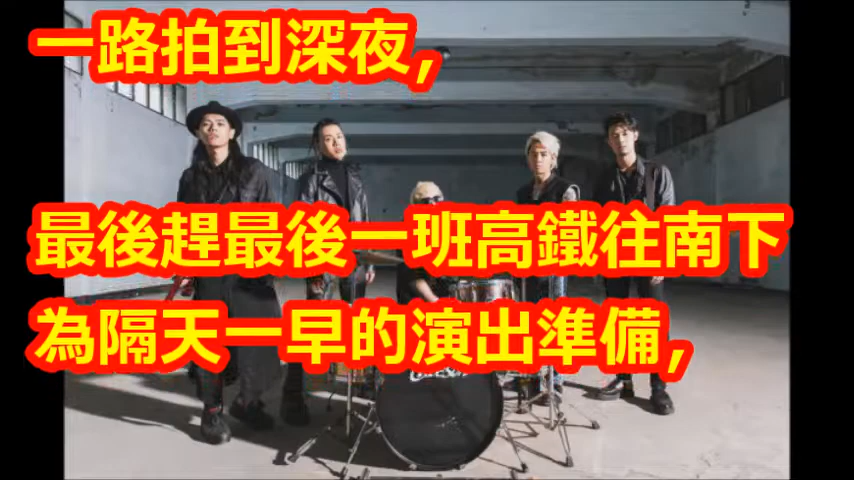 一路拍到深夜，
最後趕最後一班高鐵往南下
為隔天一早的演出準備，